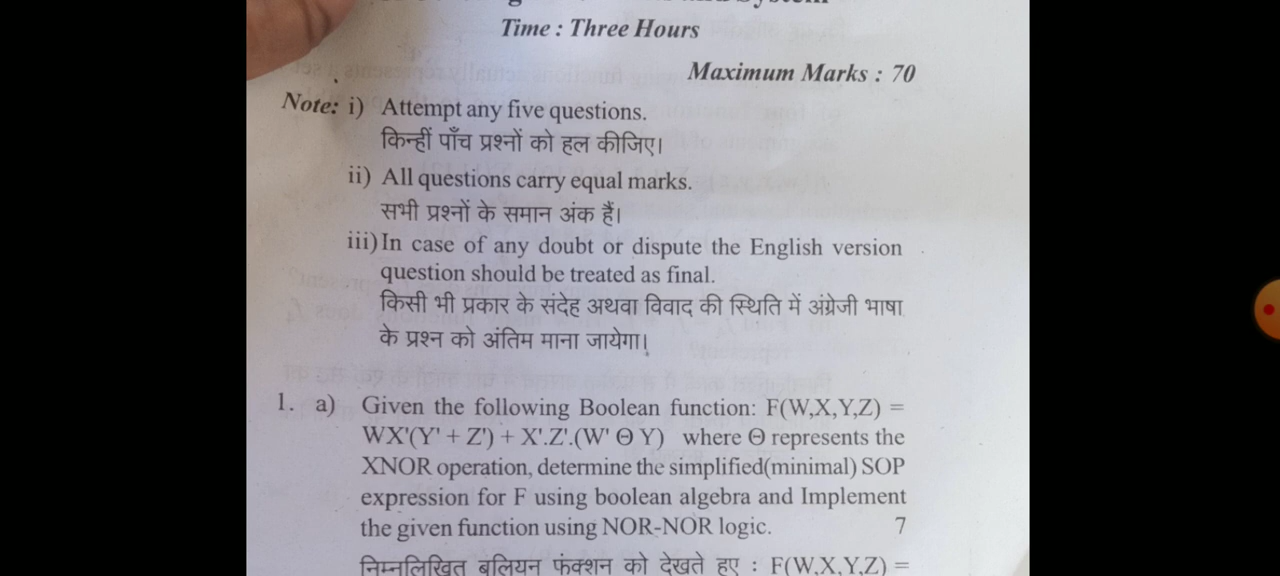 Time : Three Hours
Maximum Marks : 70
Note: i) Attempt any five questions.
किन्हीं पाँच प्रश्नों को हल कीजिए।
ii) All questions carry equal marks.
सभी प्रश्नों के समान अंक हैं।
iii) In case of any doubt or dispute the English version
question should be treated as final.
किसी भी प्रकार के संदेह अथवा विवाद की स्थिति में अंग्रेजी भाषा
के प्रश्न को अंतिम माना जायेगा।
1. a) Given the following Boolean function: F(W,X,Y,Z) =
WX'(Y' + Z') + X'.Z'.(W' Θ Y) where Θ represents the
XNOR operation, determine the simplified(minimal) SOP
expression for F using boolean algebra and Implement
the given function using NOR-NOR logic. 7
निम्नलिखित बूलियन फंक्शन को देखते हुए : F(W,X,Y,Z) =